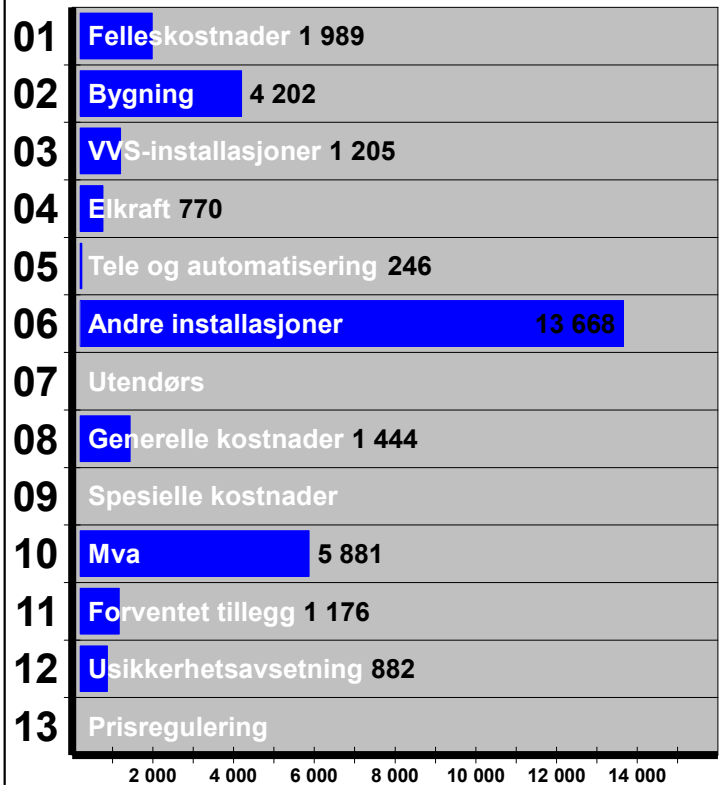 01 Felleskostnader 1 989
02 Bygning 4 202
03 VVS-installasjoner 1 205
04 Elkraft 770
05 Tele og automatisering 246
06 Andre installasjoner 13 668
07 Utendørs
08 Generelle kostnader 1 444
09 Spesielle kostnader
10 Mva 5 881
11 Forventet tillegg 1 176
12 Usikkerhetsavsetning 882
13 Prisregulering
2 000 4 000 6 000 8 000 10 000 12 000 14 000